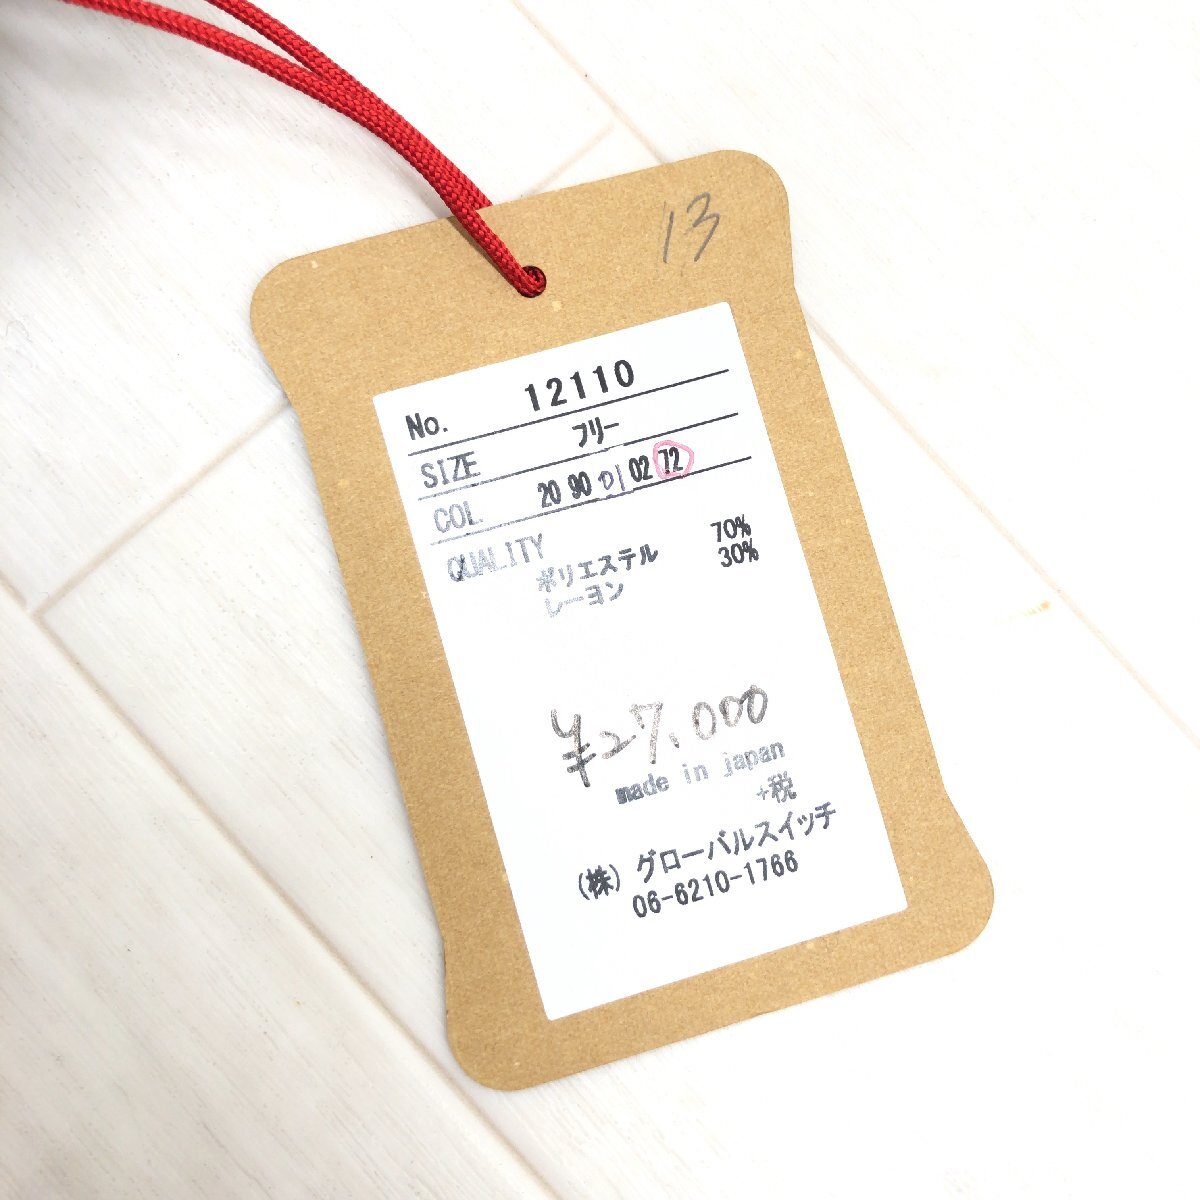 13
No. 12110
SIZE フリー
COL 20 90 01 02 72
QUALITY
ポリエステル 70%
レーヨン 30%
¥27,000
made in japan
+税
(株) グローバルスイッチ
06-6210-1766